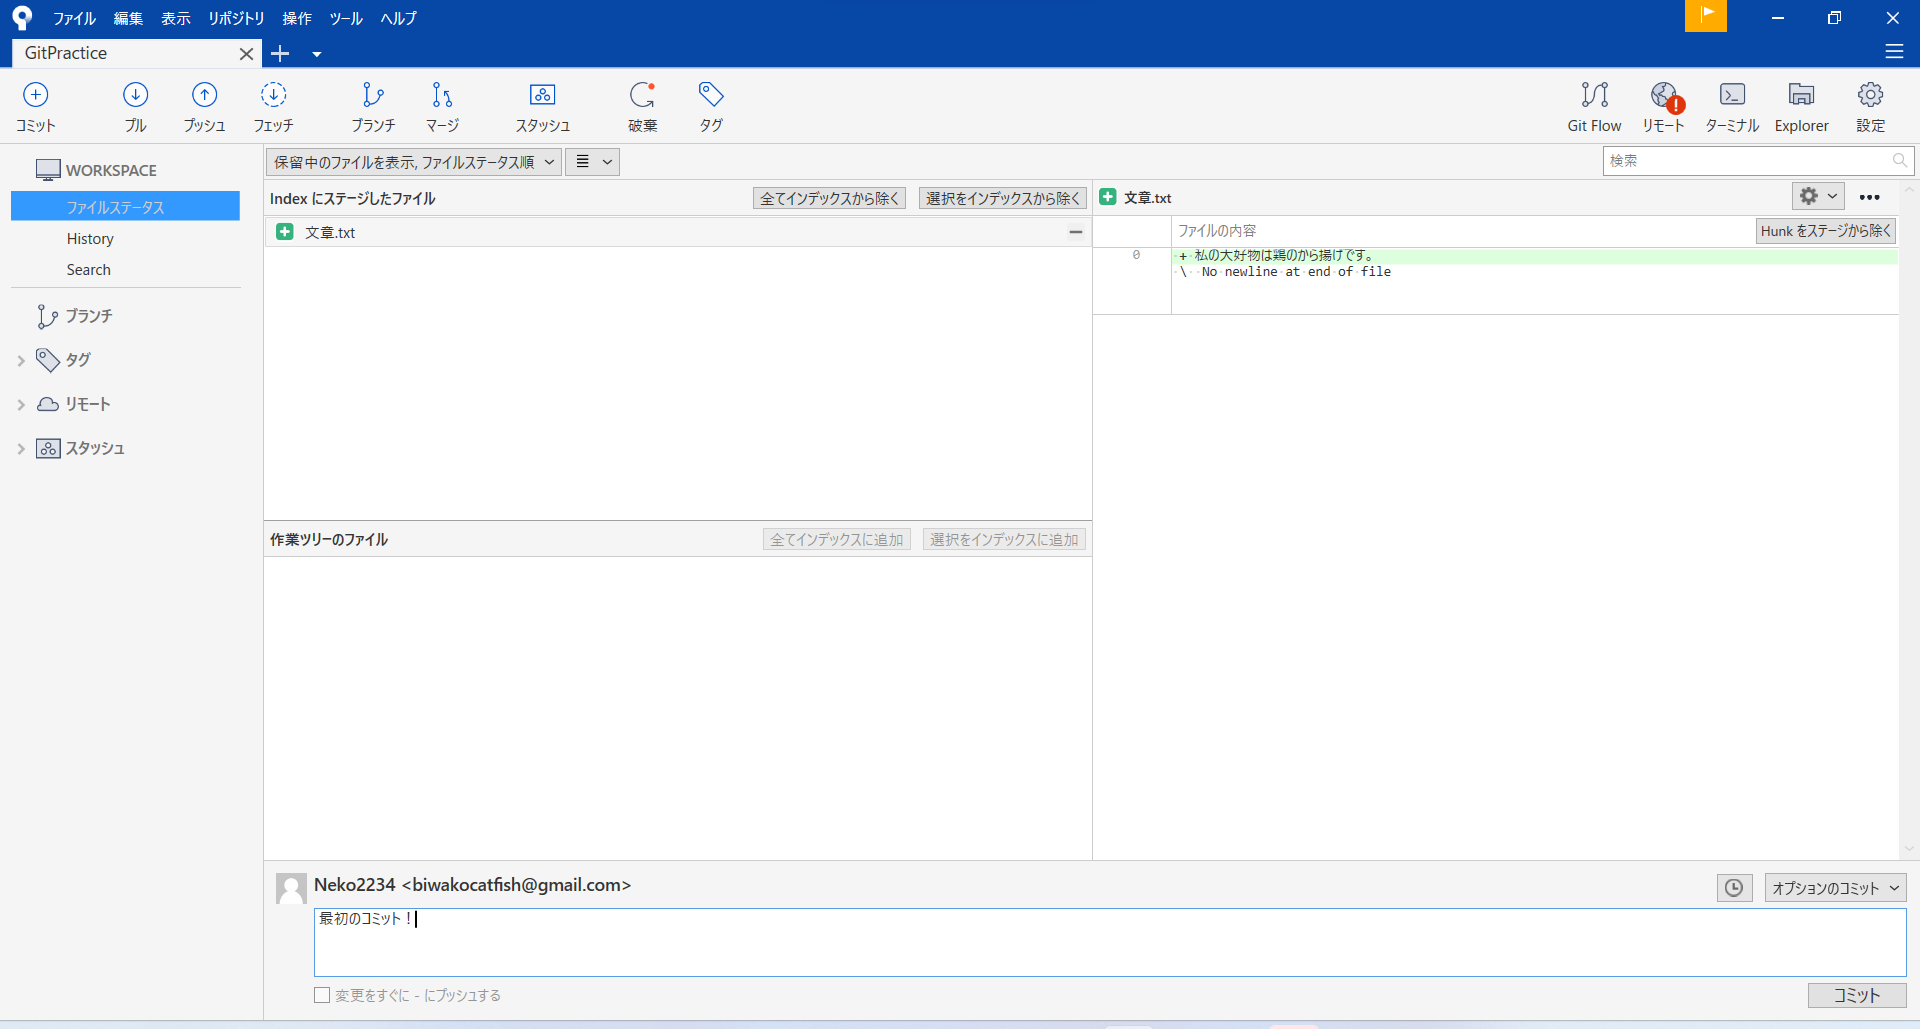 ファイル 編集 表示 リポジトリ 操作 ツール ヘルプ
GitPractice
コミット プル プッシュ フェッチ ブランチ マージ スタッシュ 破棄 タグ Git Flow リモート ターミナル Explorer 設定
WORKSPACE
ファイルステータス
History
Search
ブランチ
タグ
リモート
スタッシュ
保留中のファイルを表示, ファイルステータス順
検索
Index にステージしたファイル 全てインデックスから除く 選択をインデックスから除く
文章.txt
作業ツリーのファイル 全てインデックスに追加 選択をインデックスに追加
文章.txt
ファイルの内容 Hunk をステージから除く
0 + 私の大好物は鶏のから揚げです。
\ No newline at end of file
Neko2234 <biwakocatfish@gmail.com> オプションのコミット
最初のコミット！
変更をすぐに - にプッシュする コミット